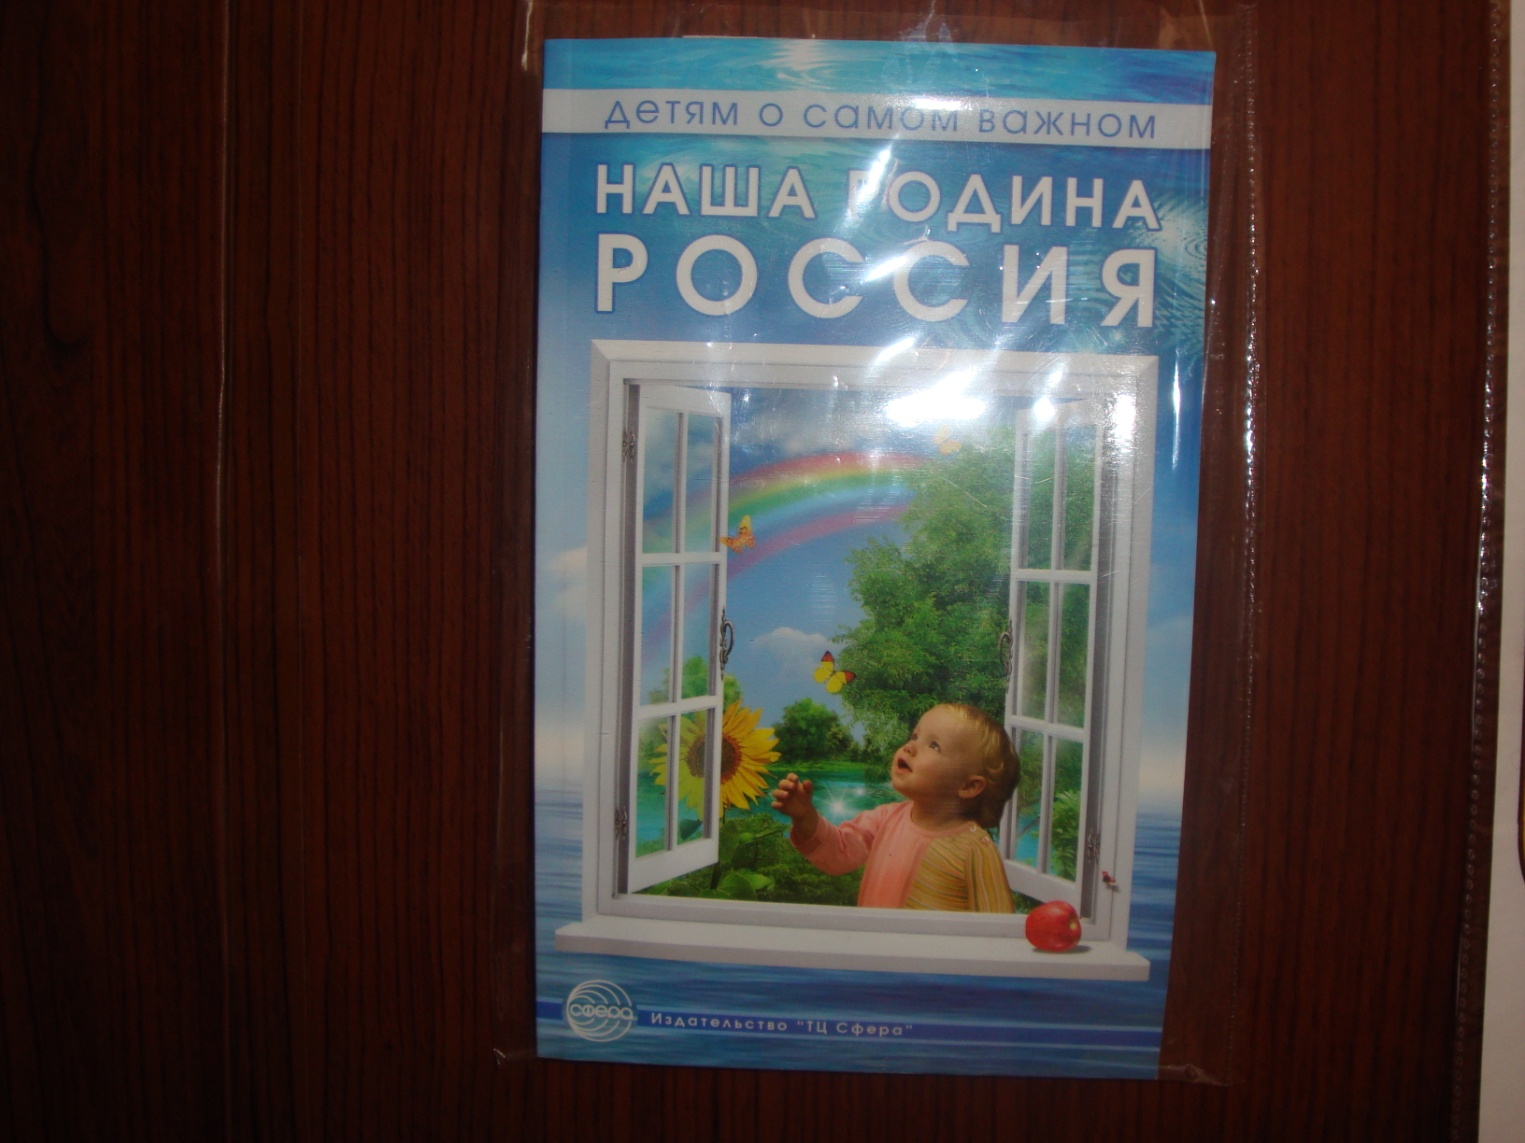 детям о самом важном
НАША РОДИНА
РОССИЯ
сфера
Издательство "ТЦ Сфера"